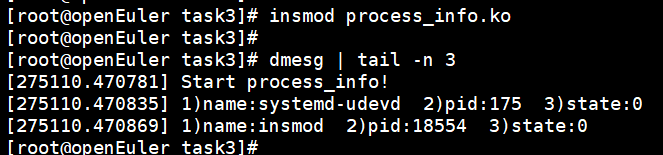 [root@openEuler task3]# insmod process_info.ko
[root@openEuler task3]#
[root@openEuler task3]# dmesg | tail -n 3
[275110.470781] Start process_info!
[275110.470835] 1)name:systemd-udevd  2)pid:175  3)state:0
[275110.470869] 1)name:insmod  2)pid:18554  3)state:0
[root@openEuler task3]#